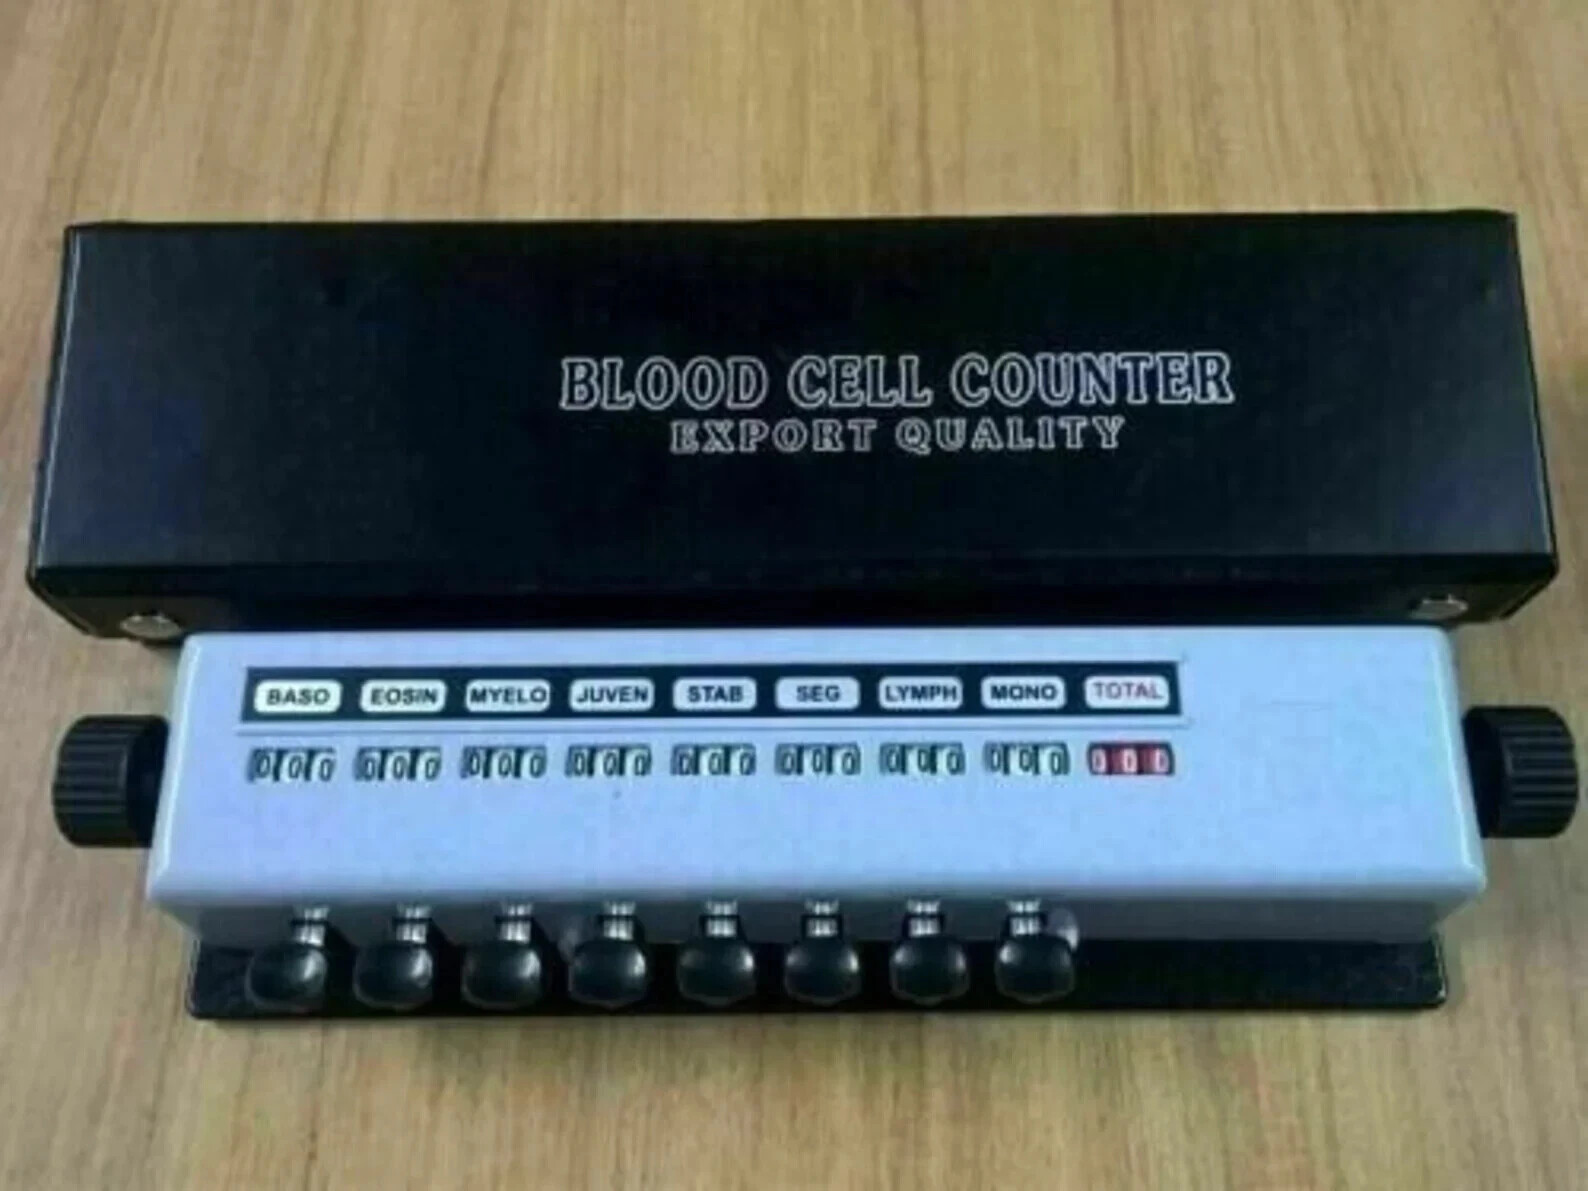 BLOOD CELL COUNTER
EXPORT QUALITY
BASO EOSIN MYELO JUVEN STAB SEG LYMPH MONO TOTAL
000 000 000 000 000 000 000 000 000